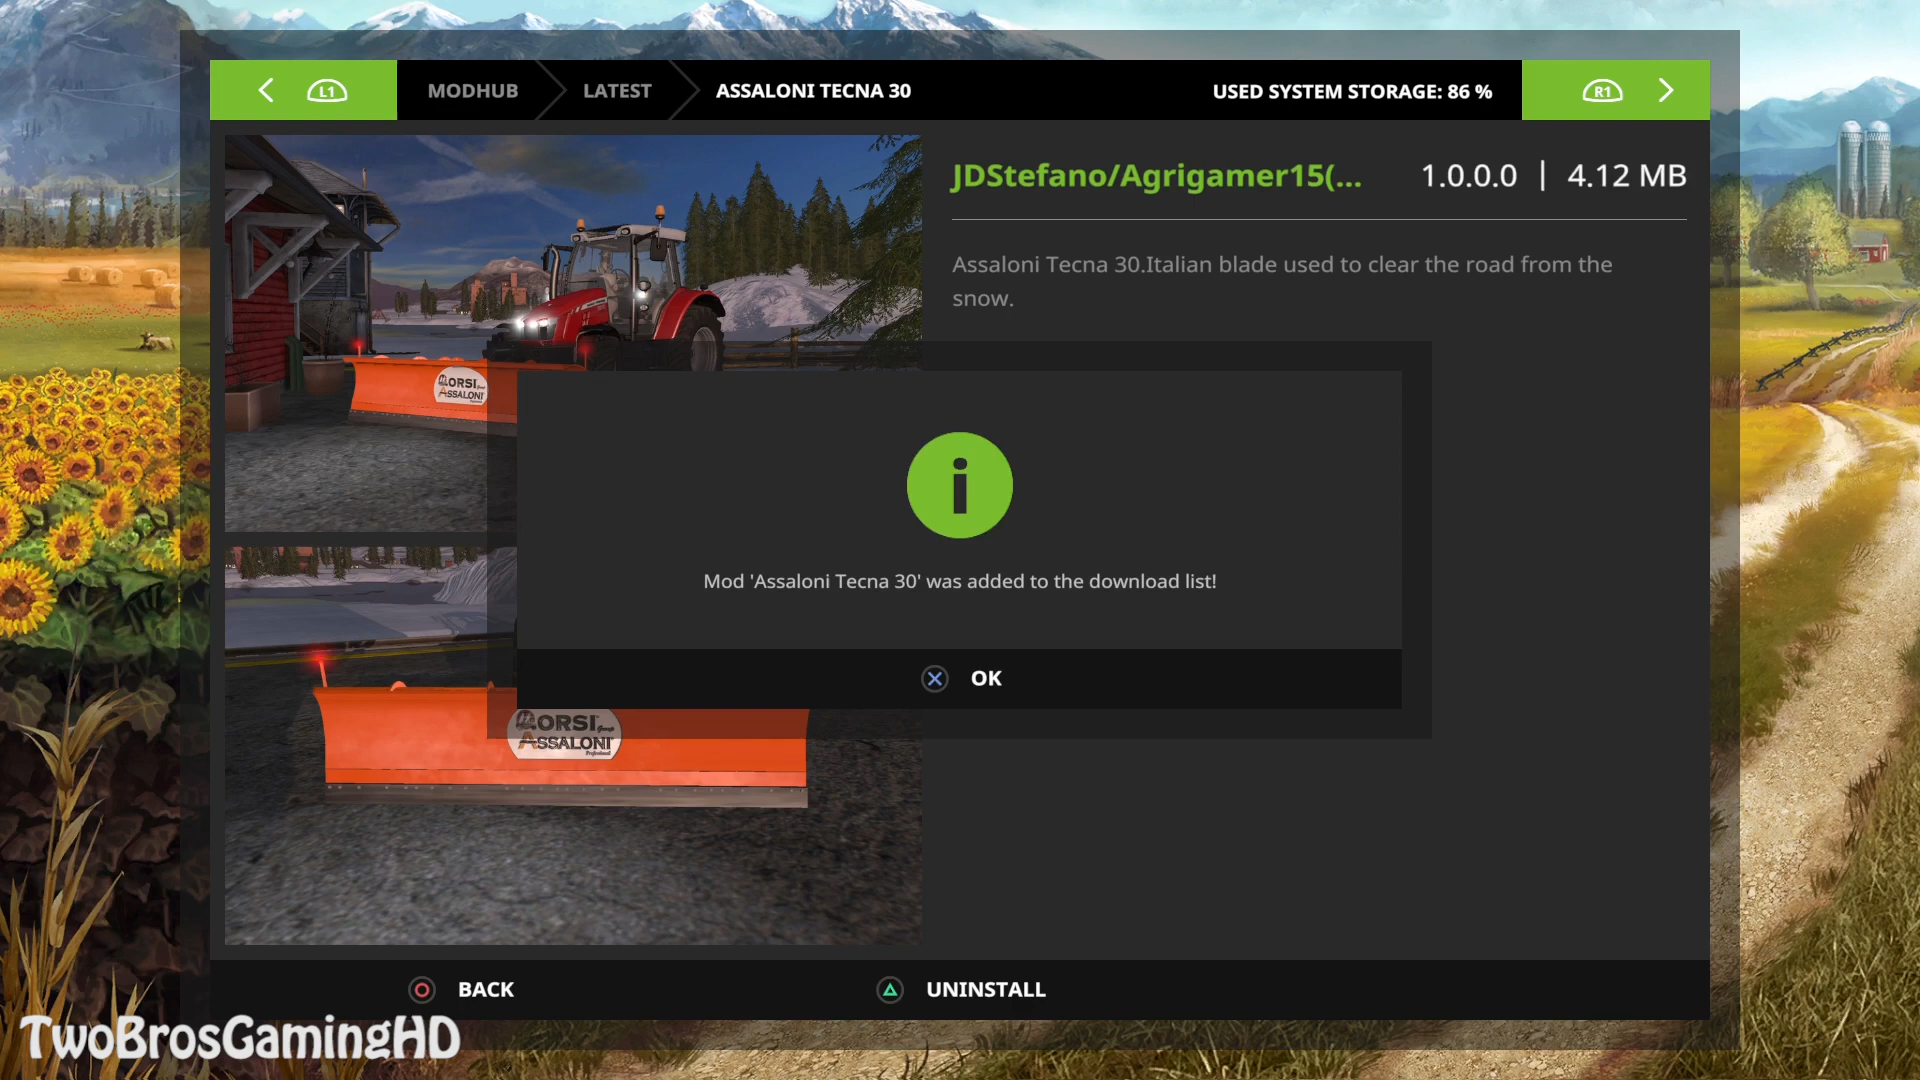 L1
MODHUB
LATEST
ASSALONI TECNA 30
USED SYSTEM STORAGE: 86 %
R1
JDStefano/Agrigamer15(...
1.0.0.0 | 4.12 MB
Assaloni Tecna 30.Italian blade used to clear the road from the
snow.
ORSI
ASSALONI
i
Mod 'Assaloni Tecna 30' was added to the download list!
OK
ORSI Group
ASSALONI
Professional
BACK
UNINSTALL
TwoBrosGamingHD